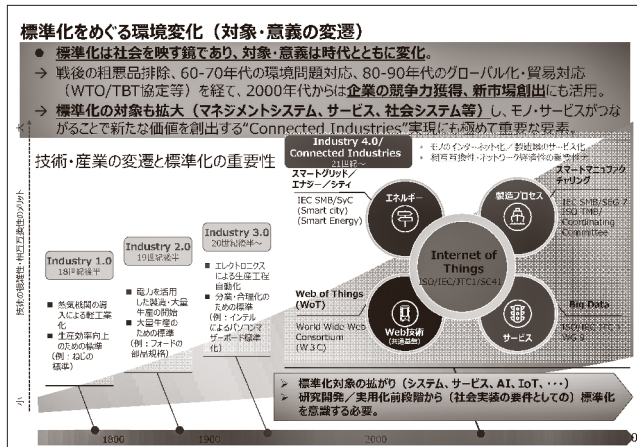 標準化をめぐる環境変化（対象・意義の変遷）
● 標準化は社会を映す鏡であり、対象・意義は時代とともに変化。
→ 戦後の粗悪品排除、60-70年代の環境問題対応、80-90年代のグローバル化・貿易対応
（WTO/TBT協定等）を経て、2000年代からは企業の競争力獲得、新市場創出にも活用。
→ 標準化の対象も拡大（マネジメントシステム、サービス、社会システム等）し、モノ・サービスがつな
がることで新たな価値を創出する“Connected Industries”実現にも極めて重要な要素。
技術・産業の変遷と標準化の重要性
大
技術の複雑性・相互互換性のメリット
小
Industry 1.0
18世紀後半
■ 熱気機関の導
入による軽工業
化
■ 生産効率向上
のための標準
（例：ねじの
標準）
Industry 2.0
19世紀後半
■ 電力を活用
した製造・大量
生産の開始
■ 大量生産の
ための標準
（例：フォードの
部品規格）
Industry 3.0
20世紀後半～
■ エレクトロニクス
による生産工程
自動化
■ 分業・合理化の
ための標準
（例：インテル
によるパソコンマ
ザーボード標準
化）
Industry 4.0/
Connected Industries
21世紀～
・ モノのインターネット化／製造業のサービス化
・ 相互互換性・ネットワーク経済性の重要性
スマートグリッド／
エナジー／シティ
IEC SMB/SyC
(Smart city)
(Smart Energy)
エネルギー
製造プロセス
スマートマニュファク
チャリング
IEC SMB/SEG 7
ISO TMB/
Coordinating
Committee
Internet of
Things
ISO/IEC/JTC1/SC41
Web of Things
(WoT)
World Wide Web
Consortium
(W3C)
Web技術
(共通基盤)
サービス
Big Data
➢ 標準化対象の拡がり（システム、サービス、AI、IoT、・・・）
➢ 研究開発／実用化前段階から（社会実装の要件としての）標準化
を意識する必要。
1800
1900
2000